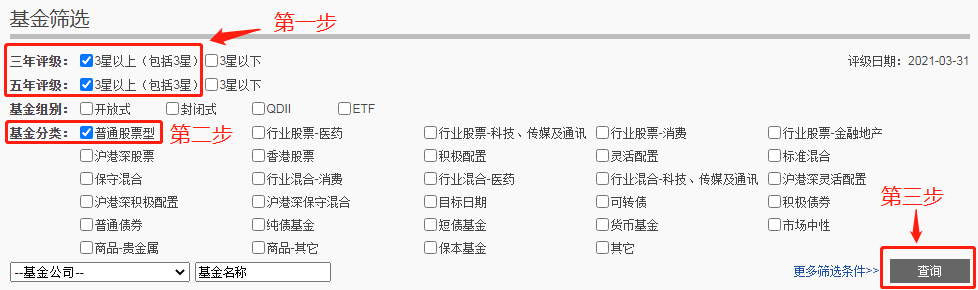 基金筛选
第一步
三年评级： 3星以上（包括3星） 3星以下 评级日期：2021-03-31
五年评级： 3星以上（包括3星） 3星以下
基金组别： 开放式 封闭式 QDII ETF
基金分类： 普通股票型 第二步 行业股票-医药 行业股票-科技、传媒及通讯 行业股票-消费 行业股票-金融地产
沪港深股票 香港股票 积极配置 灵活配置 标准混合
保守混合 行业混合-消费 行业混合-医药 行业混合-科技、传媒及通讯 沪港深灵活配置
沪港深积极配置 沪港深保守混合 目标日期 可转债 积极债券
第三步
普通债券 纯债基金 短债基金 货币基金 市场中性
商品-贵金属 商品-其它 保本基金 其它
--基金公司-- 基金名称 更多筛选条件>> 查询